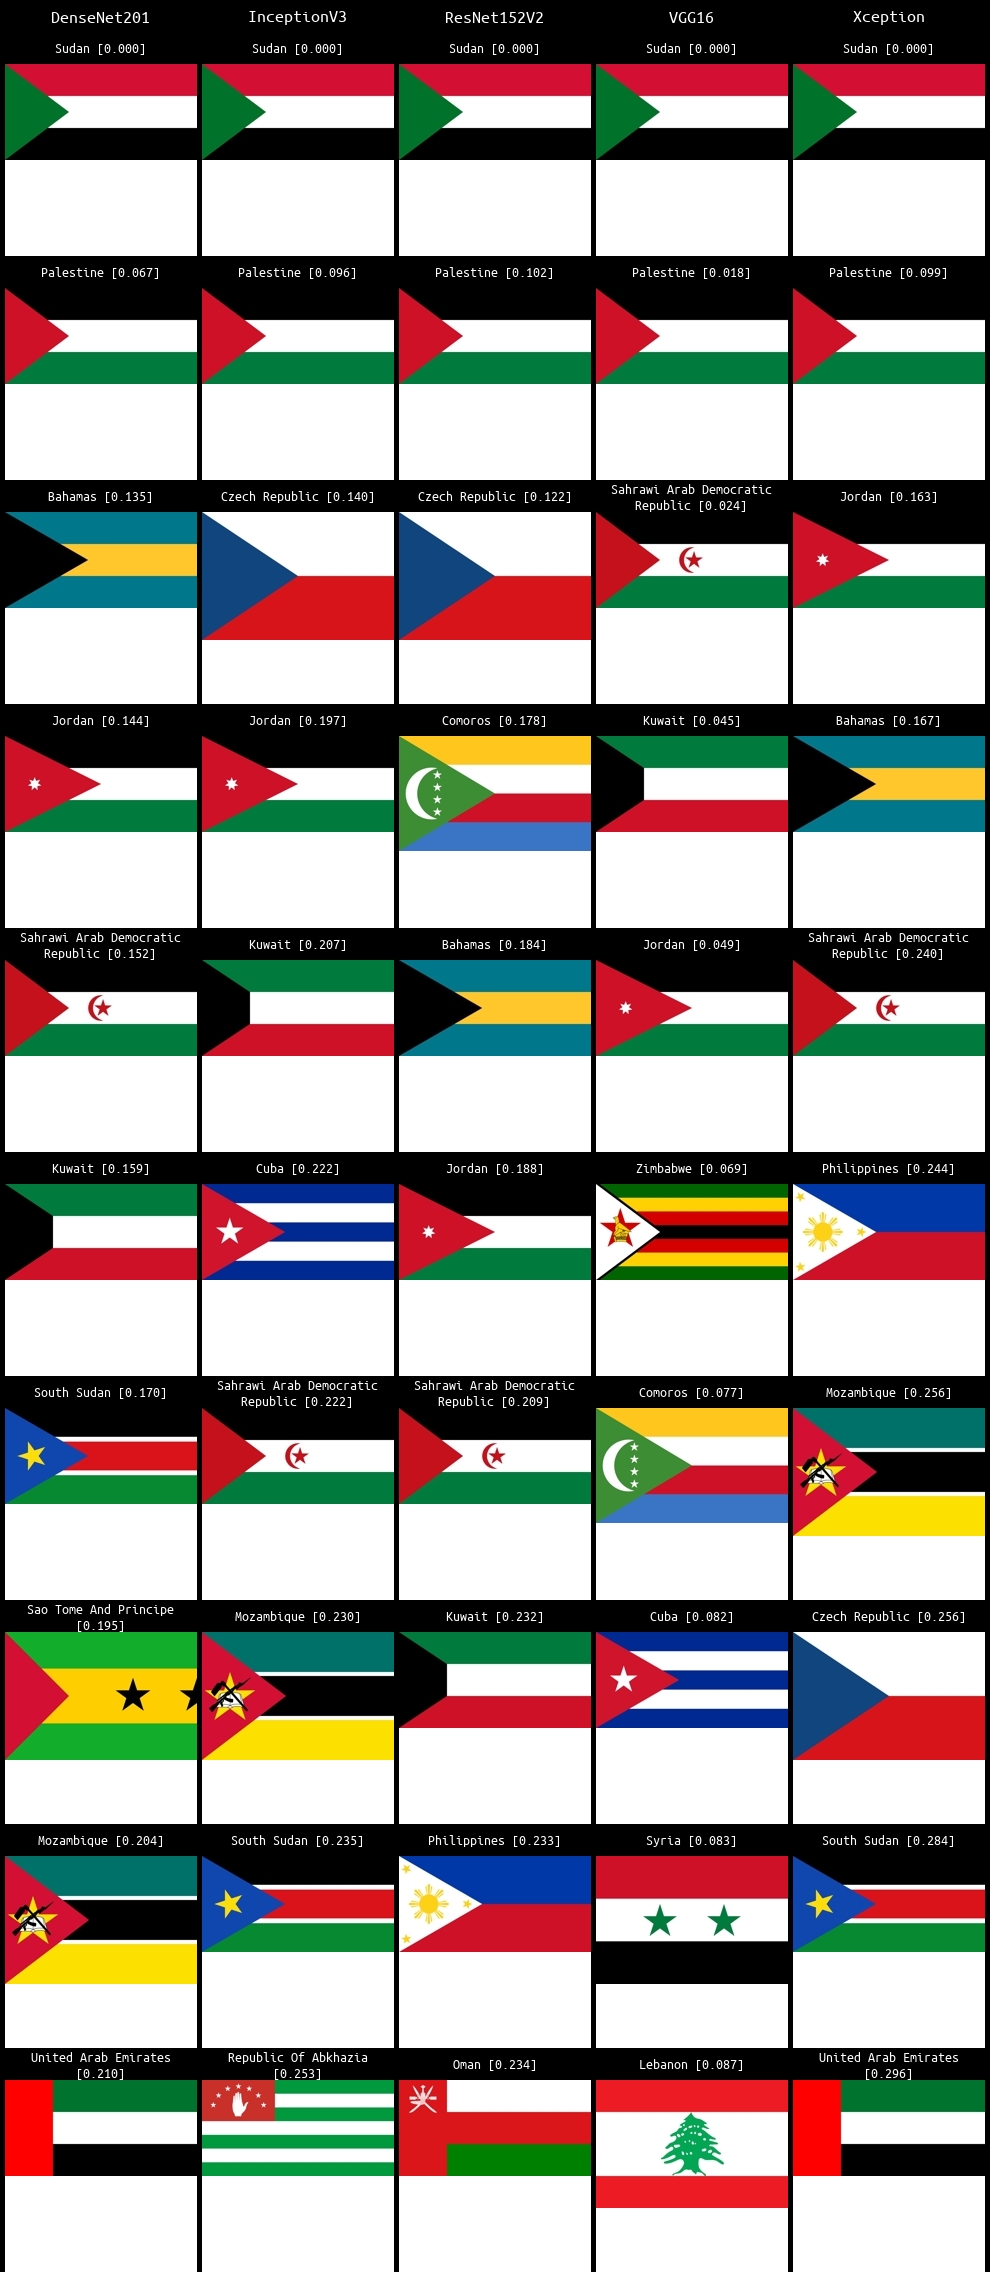 DenseNet201 InceptionV3 ResNet152V2 VGG16 Xception
Sudan [0.000] Sudan [0.000] Sudan [0.000] Sudan [0.000] Sudan [0.000]
Palestine [0.067] Palestine [0.096] Palestine [0.102] Palestine [0.018] Palestine [0.099]
Bahamas [0.135] Czech Republic [0.140] Czech Republic [0.122] Sahrawi Arab Democratic
Republic [0.024] Jordan [0.163]
Jordan [0.144] Jordan [0.197] Comoros [0.178] Kuwait [0.045] Bahamas [0.167]
Sahrawi Arab Democratic
Republic [0.152] Kuwait [0.207] Bahamas [0.184] Jordan [0.049] Sahrawi Arab Democratic
Republic [0.240]
Kuwait [0.159] Cuba [0.222] Jordan [0.188] Zimbabwe [0.069] Philippines [0.244]
South Sudan [0.170] Sahrawi Arab Democratic
Republic [0.222] Sahrawi Arab Democratic
Republic [0.209] Comoros [0.077] Mozambique [0.256]
Sao Tome And Principe
[0.195] Mozambique [0.230] Kuwait [0.232] Cuba [0.082] Czech Republic [0.256]
Mozambique [0.204] South Sudan [0.235] Philippines [0.233] Syria [0.083] South Sudan [0.284]
United Arab Emirates
[0.210] Republic Of Abkhazia
[0.253] Oman [0.234] Lebanon [0.087] United Arab Emirates
[0.296]